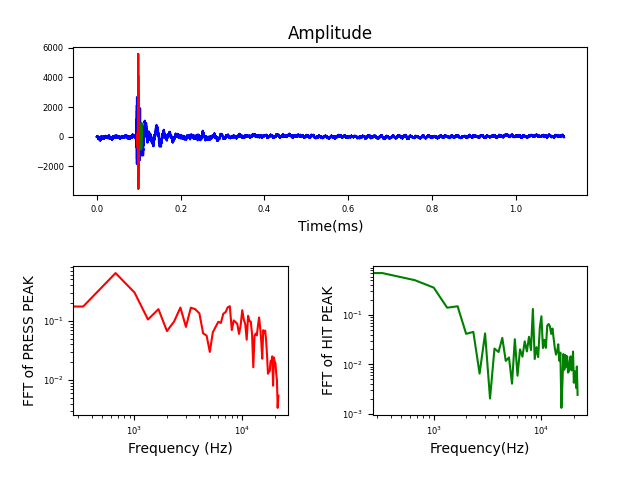 Amplitude
6000
4000
2000
0
−2000
0.0 0.2 0.4 0.6 0.8 1.0
Time(ms)
FFT of PRESS PEAK
10⁻¹
10⁻²
10³ 10⁴
Frequency (Hz)
FFT of HIT PEAK
10⁻¹
10⁻²
10⁻³
10³ 10⁴
Frequency(Hz)